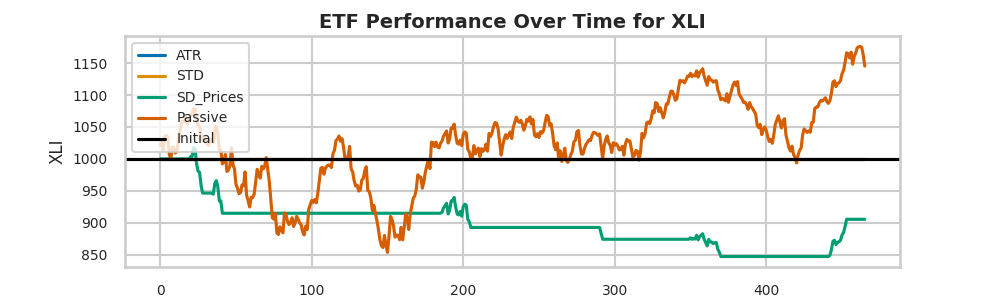 ETF Performance Over Time for XLI
XLI
1150
1100
1050
1000
950
900
850
ATR
STD
SD_Prices
Passive
Initial
0
100
200
300
400